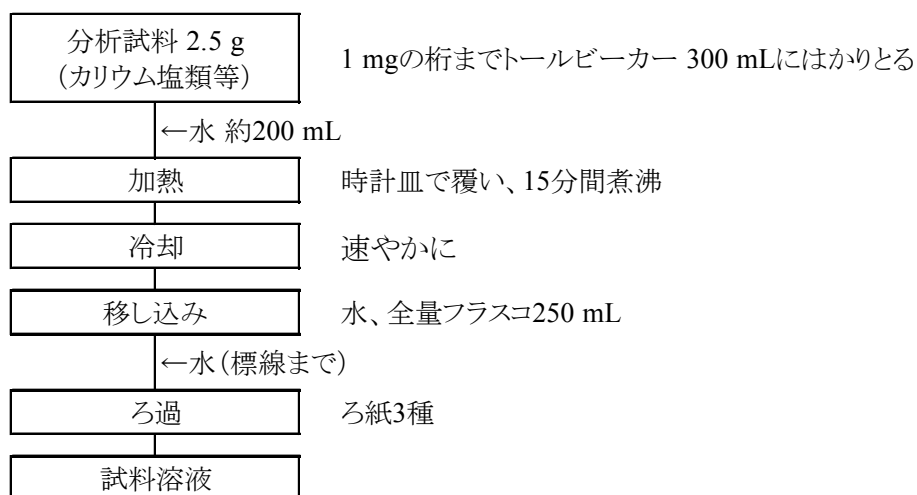 分析試料 2.5 g
(カリウム塩類等)
1 mgの桁までトールビーカー 300 mLにはかりとる
←水 約200 mL
加熱
時計皿で覆い、15分間煮沸
冷却
速やかに
移し込み
水、全量フラスコ250 mL
←水(標線まで)
ろ過
ろ紙3種
試料溶液